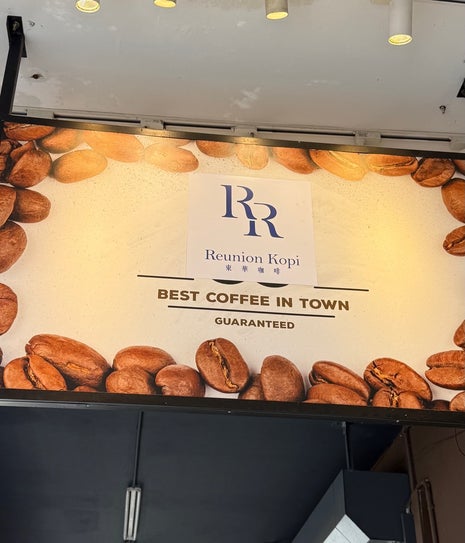 RR
Reunion Kopi
東華咖啡
BEST COFFEE IN TOWN
GUARANTEED